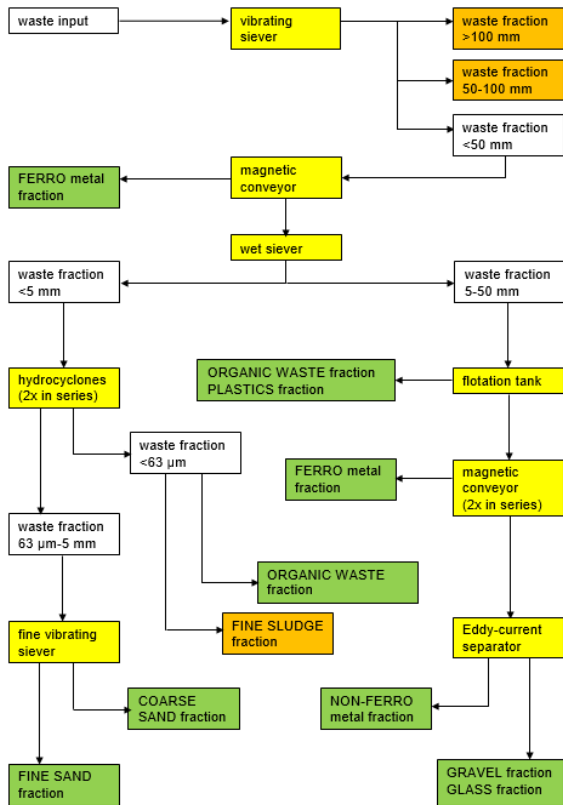 waste input
vibrating
siever
waste fraction
>100 mm
waste fraction
50-100 mm
waste fraction
<50 mm
FERRO metal
fraction
magnetic
conveyor
wet siever
waste fraction
<5 mm
waste fraction
5-50 mm
hydrocyclones
(2x in series)
ORGANIC WASTE fraction
PLASTICS fraction
flotation tank
waste fraction
<63 µm
FERRO metal
fraction
magnetic
conveyor
(2x in series)
waste fraction
63 µm-5 mm
ORGANIC WASTE
fraction
fine vibrating
siever
FINE SLUDGE
fraction
Eddy-current
separator
COARSE
SAND fraction
NON-FERRO
metal fraction
FINE SAND
fraction
GRAVEL fraction
GLASS fraction